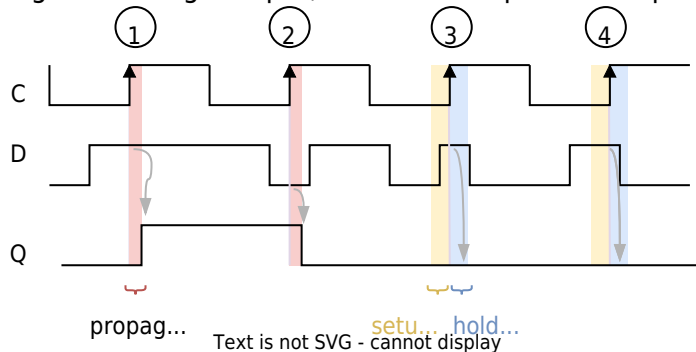 1 2 3 4
C
D
Q
propag... setu... hold...
Text is not SVG - cannot display